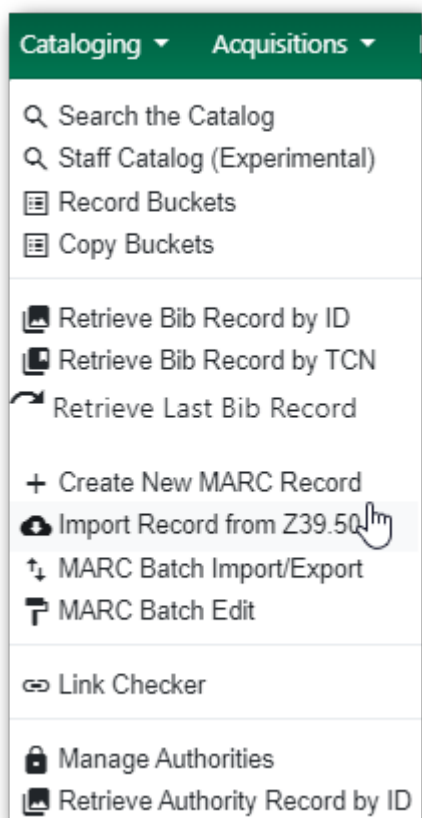 Cataloging Acquisitions
Search the Catalog
Staff Catalog (Experimental)
Record Buckets
Copy Buckets
Retrieve Bib Record by ID
Retrieve Bib Record by TCN
Retrieve Last Bib Record
Create New MARC Record
Import Record from Z39.50
MARC Batch Import/Export
MARC Batch Edit
Link Checker
Manage Authorities
Retrieve Authority Record by ID